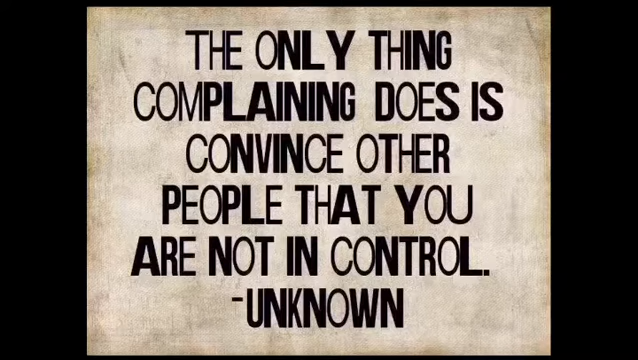 THE ONLY THING
COMPLAINING DOES IS
CONVINCE OTHER
PEOPLE THAT YOU
ARE NOT IN CONTROL.
-UNKNOWN